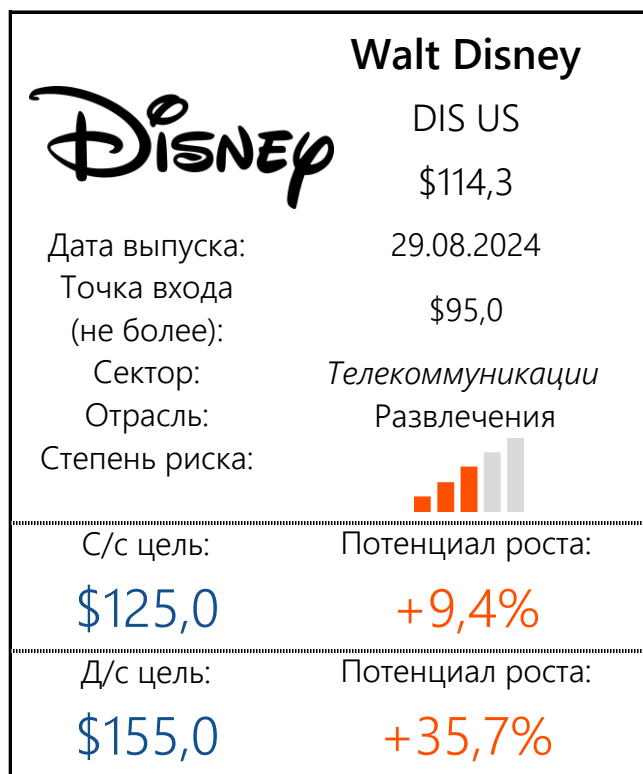 Walt Disney
DISNEY
DIS US
$114,3
Дата выпуска: 29.08.2024
Точка входа
(не более): $95,0
Сектор: Телекоммуникации
Отрасль: Развлечения
Степень риска:
С/с цель: Потенциал роста:
$125,0 +9,4%
Д/с цель: Потенциал роста:
$155,0 +35,7%